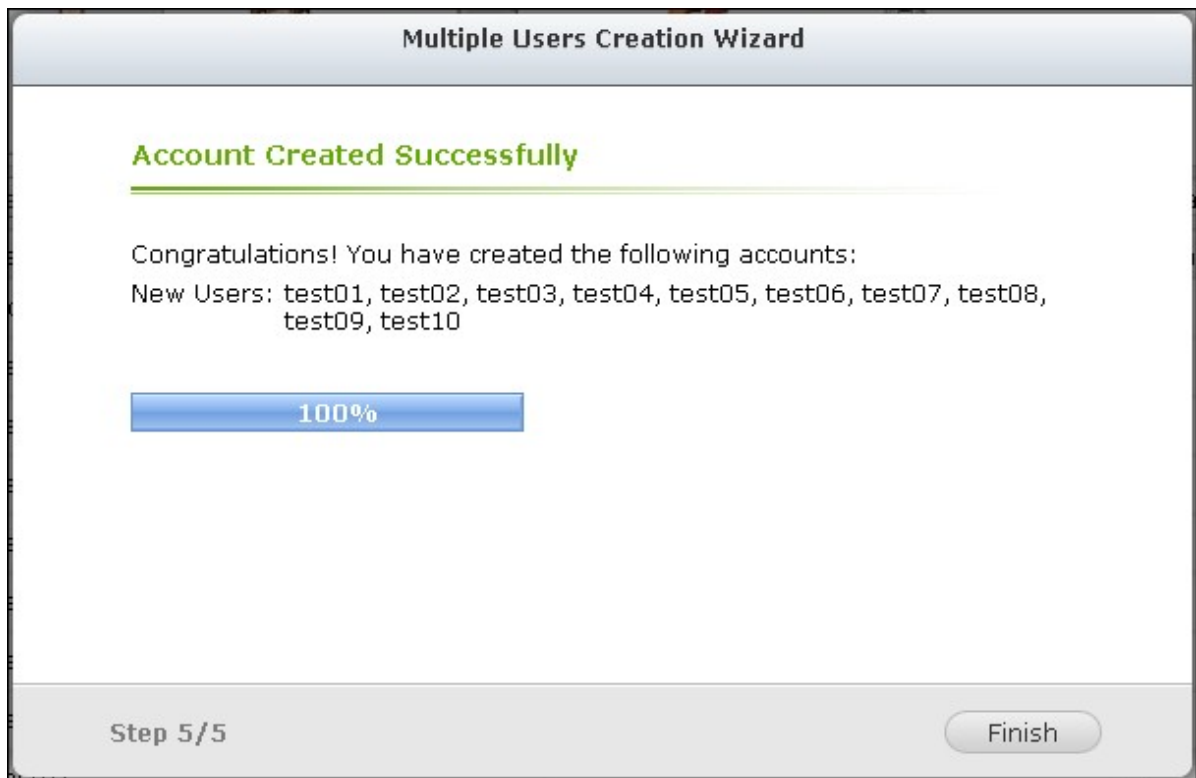 Multiple Users Creation Wizard
Account Created Successfully
Congratulations! You have created the following accounts:
New Users: test01, test02, test03, test04, test05, test06, test07, test08,
test09, test10
100%
Step 5/5
Finish